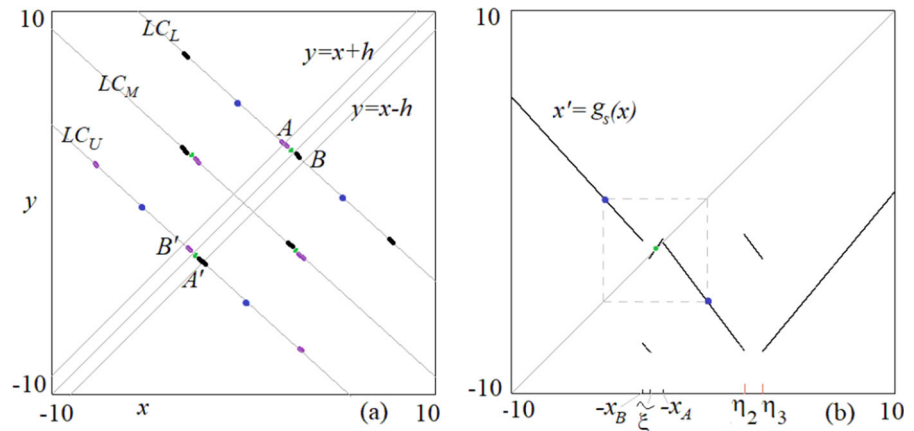 10
LC_L
y=x+h
LC_M
y=x-h
A
B
LC_U
y
B'
A'
-10
-10
x
(a)
10
10
x'=g_s(x)
-10
-10
-x_B
ξ̃
-x_A
η_2
η_3
(b)
10